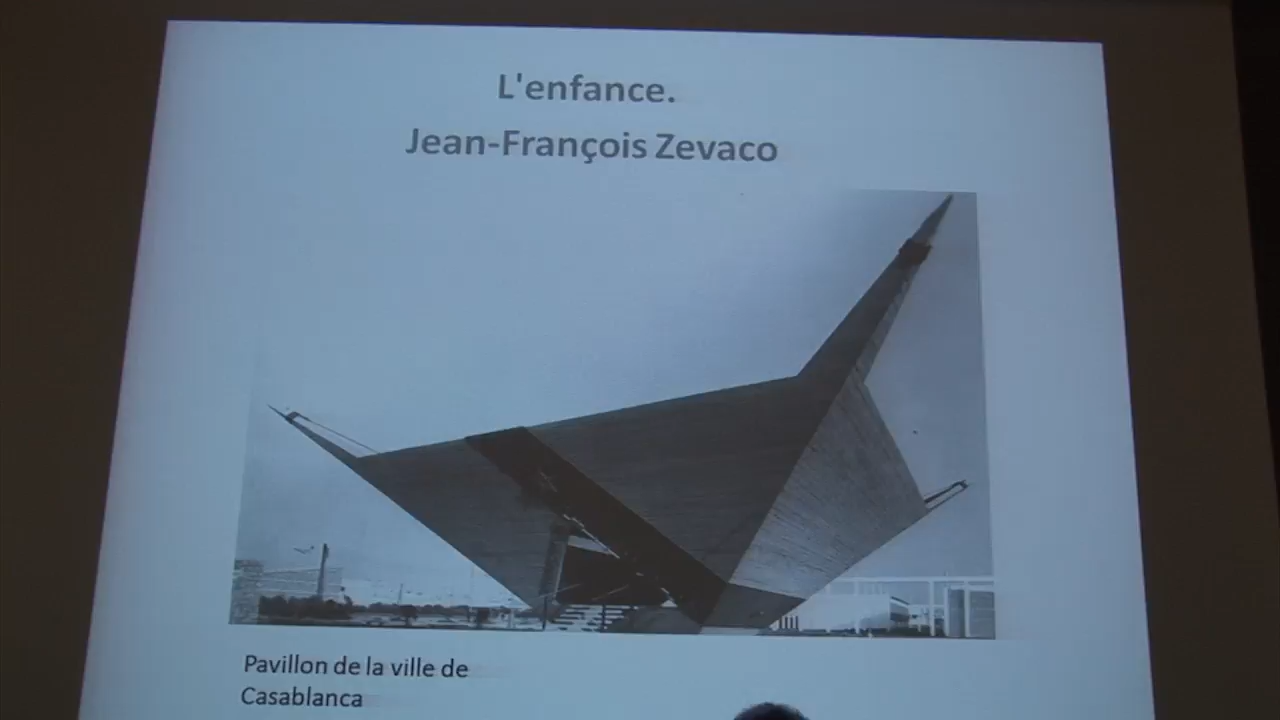 L'enfance.
Jean-François Zevaco
Pavillon de la ville de
Casablanca